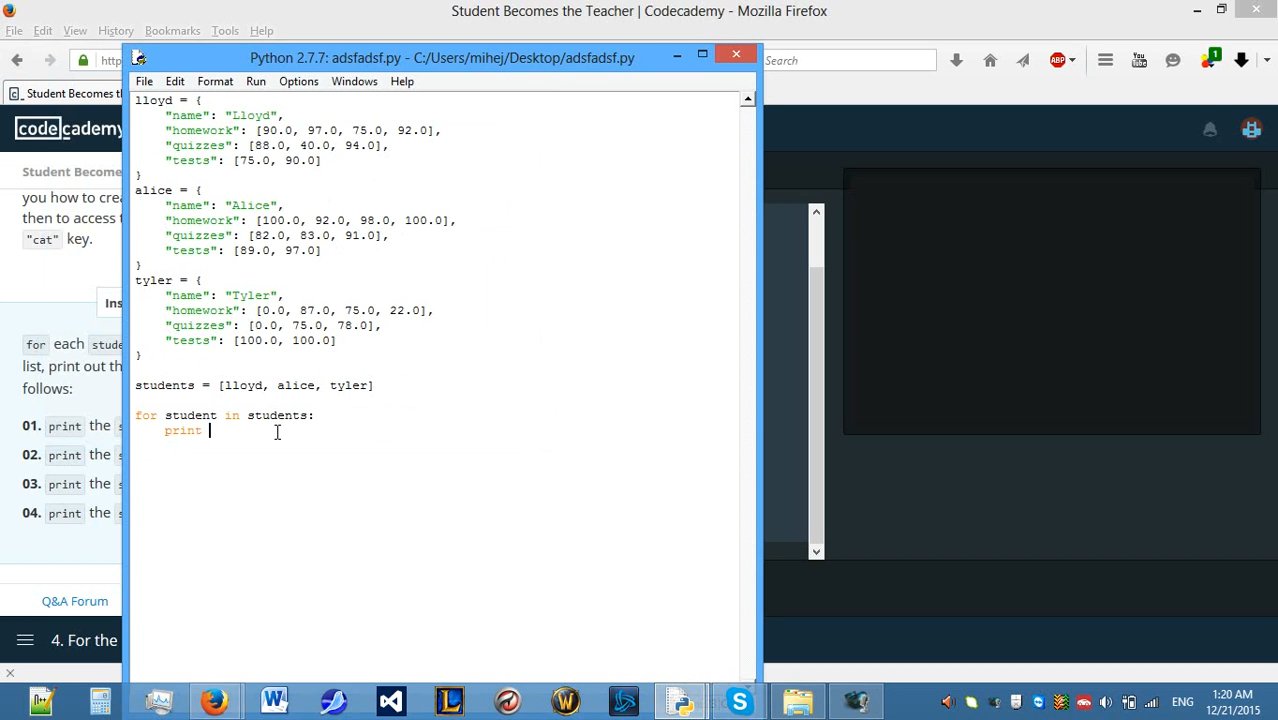 Student Becomes the Teacher | Codecademy - Mozilla Firefox
File Edit View History Bookmarks Tools Help
Search
ABP
You Tube
1
Student Becomes th
codecademy
Student Become
you how to crea
then to access t
"cat" key.
Ins
for each stude
list, print out th
follows:
01. print the s
02. print the s
03. print the s
04. print the s
Q&A Forum
4. For the
Python 2.7.7: adsfadsf.py - C:/Users/mihej/Desktop/adsfadsf.py
File Edit Format Run Options Windows Help
lloyd = {
    "name": "Lloyd",
    "homework": [90.0, 97.0, 75.0, 92.0],
    "quizzes": [88.0, 40.0, 94.0],
    "tests": [75.0, 90.0]
}
alice = {
    "name": "Alice",
    "homework": [100.0, 92.0, 98.0, 100.0],
    "quizzes": [82.0, 83.0, 91.0],
    "tests": [89.0, 97.0]
}
tyler = {
    "name": "Tyler",
    "homework": [0.0, 87.0, 75.0, 22.0],
    "quizzes": [0.0, 75.0, 78.0],
    "tests": [100.0, 100.0]
}
students = [lloyd, alice, tyler]
for student in students:
    print
ENG
1:20 AM
12/21/2015